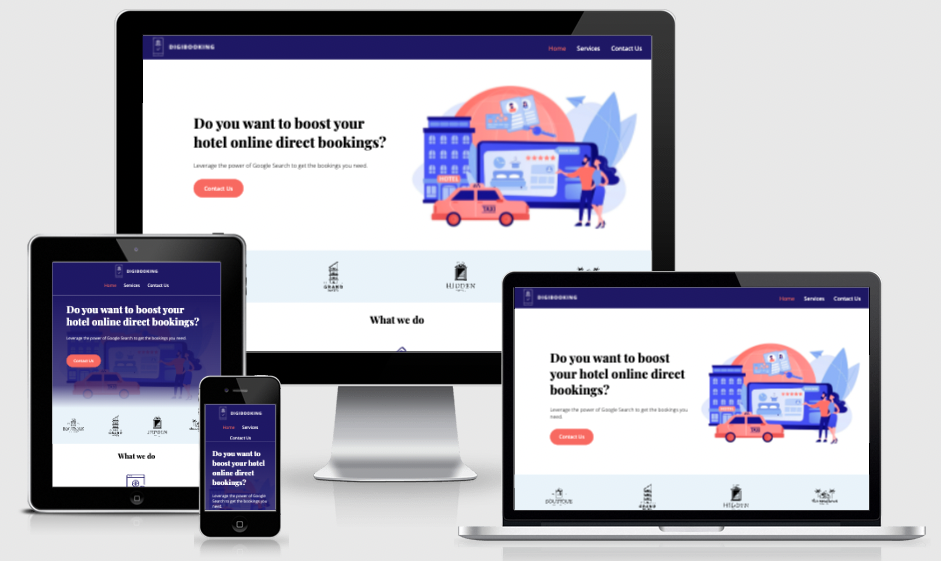 DIGIBOOKING
Home Services Contact Us
Do you want to boost your
hotel online direct bookings?
Leverage the power of Google Search to get the bookings you need.
Contact Us
HOTEL
TAXI
GRAND
HIDDEN
What we do
DIGIBOOKING
Home Services Contact Us
Do you want to boost your
hotel online direct bookings?
Leverage the power of Google Search to get the bookings you need.
Contact Us
BOUTIQUE
GRAND
HIDDEN
What we do
DIGIBOOKING
Home Services
Contact Us
Do you want to
boost your hotel
online direct
bookings?
Leverage the power of Google
Search to get the bookings you
need.
DIGIBOOKING
Home Services Contact Us
Do you want to boost
your hotel online direct
bookings?
Leverage the power of Google Search to get the bookings you
need.
Contact Us
HOTEL
TAXI
BOUTIQUE
GRAND
HIDDEN